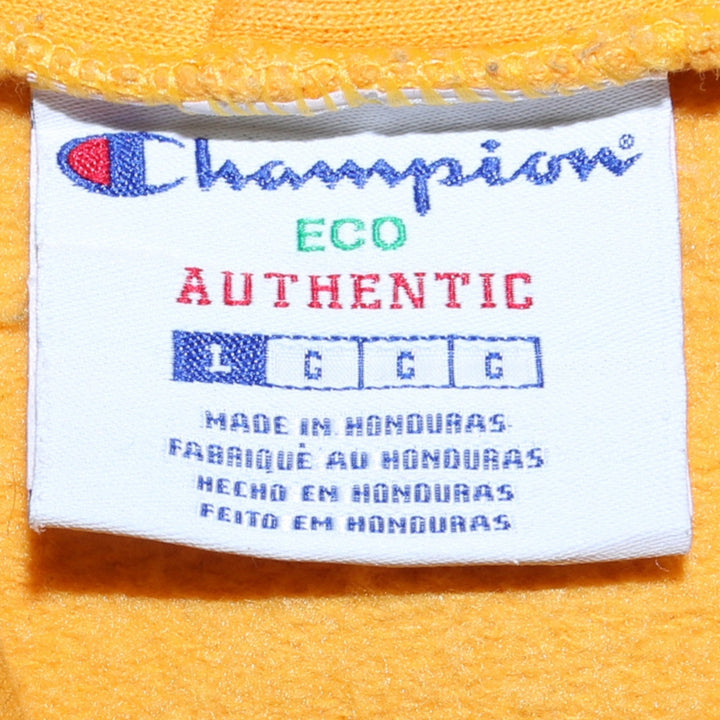 Champion®
ECO
AUTHENTIC
L G G G
MADE IN HONDURAS
FABRIQUÉ AU HONDURAS
HECHO EN HONDURAS
FEITO EM HONDURAS